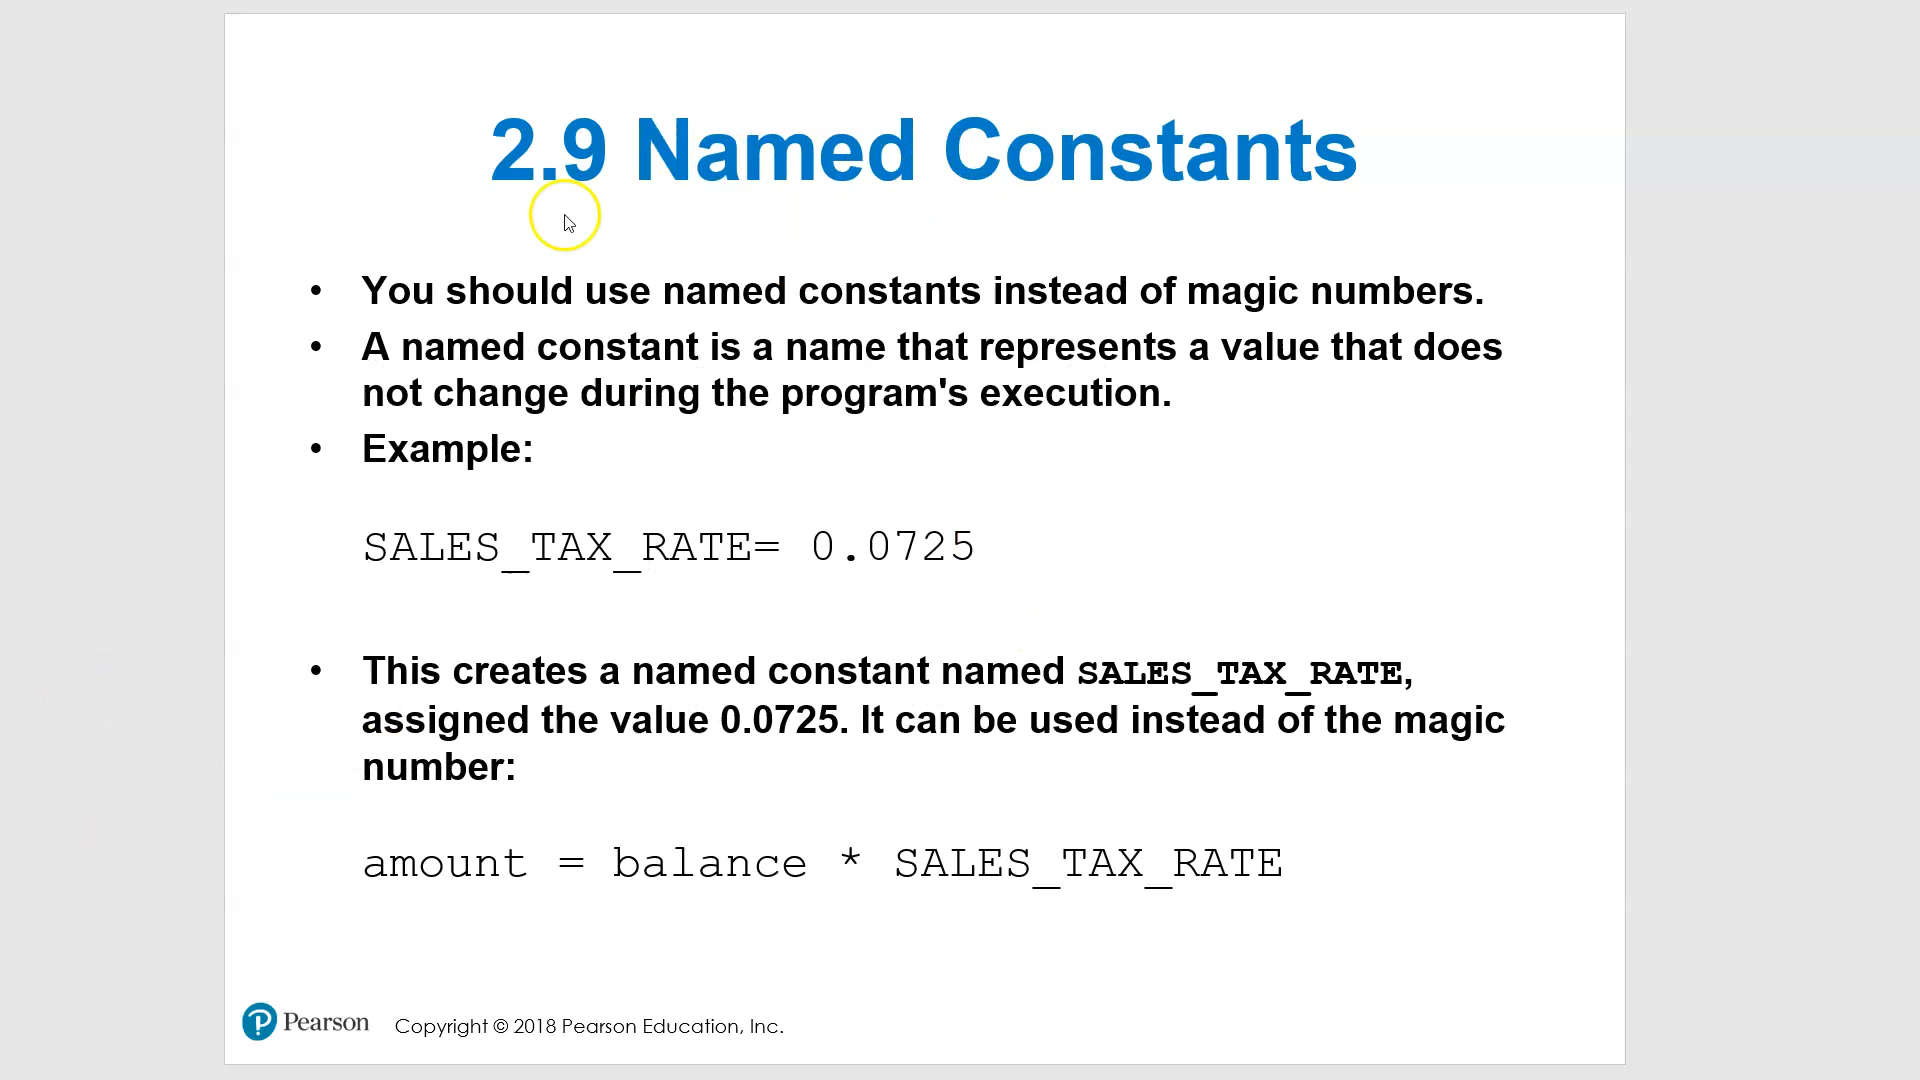 2.9 Named Constants
• You should use named constants instead of magic numbers.
• A named constant is a name that represents a value that does
not change during the program's execution.
• Example:
SALES_TAX_RATE= 0.0725
• This creates a named constant named SALES_TAX_RATE,
assigned the value 0.0725. It can be used instead of the magic
number:
amount = balance * SALES_TAX_RATE
Pearson Copyright © 2018 Pearson Education, Inc.